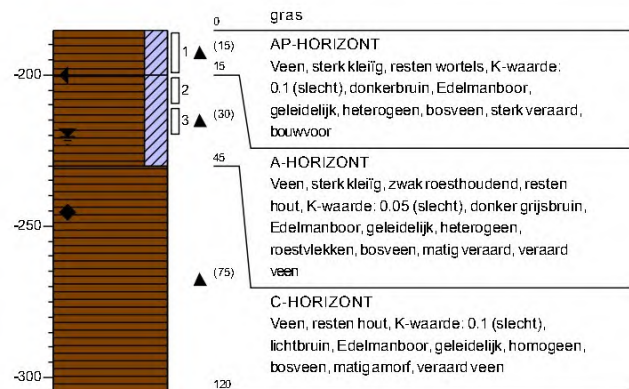 0
gras
1
(15)
AP-HORIZONT
Veen, sterk kleiïg, resten wortels, K-waarde:
-200
15
0.1 (slecht), donkerbruin, Edelmanboor,
2
geleidelijk, heterogeen, bosveen, sterk veraard,
3
(30)
bouwvoor
45
A-HORIZONT
Veen, sterk kleiïg, zwak roesthoudend, resten
hout, K-waarde: 0.05 (slecht), donker grijsbruin,
-250
Edelmanboor, geleidelijk, heterogeen,
roestvlekken, bosveen, matig veraard, veraard
veen
(75)
C-HORIZONT
Veen, resten hout, K-waarde: 0.1 (slecht),
lichtbruin, Edelmanboor, geleidelijk, homogeen,
bosveen, matig amorf, veraard veen
-300
120